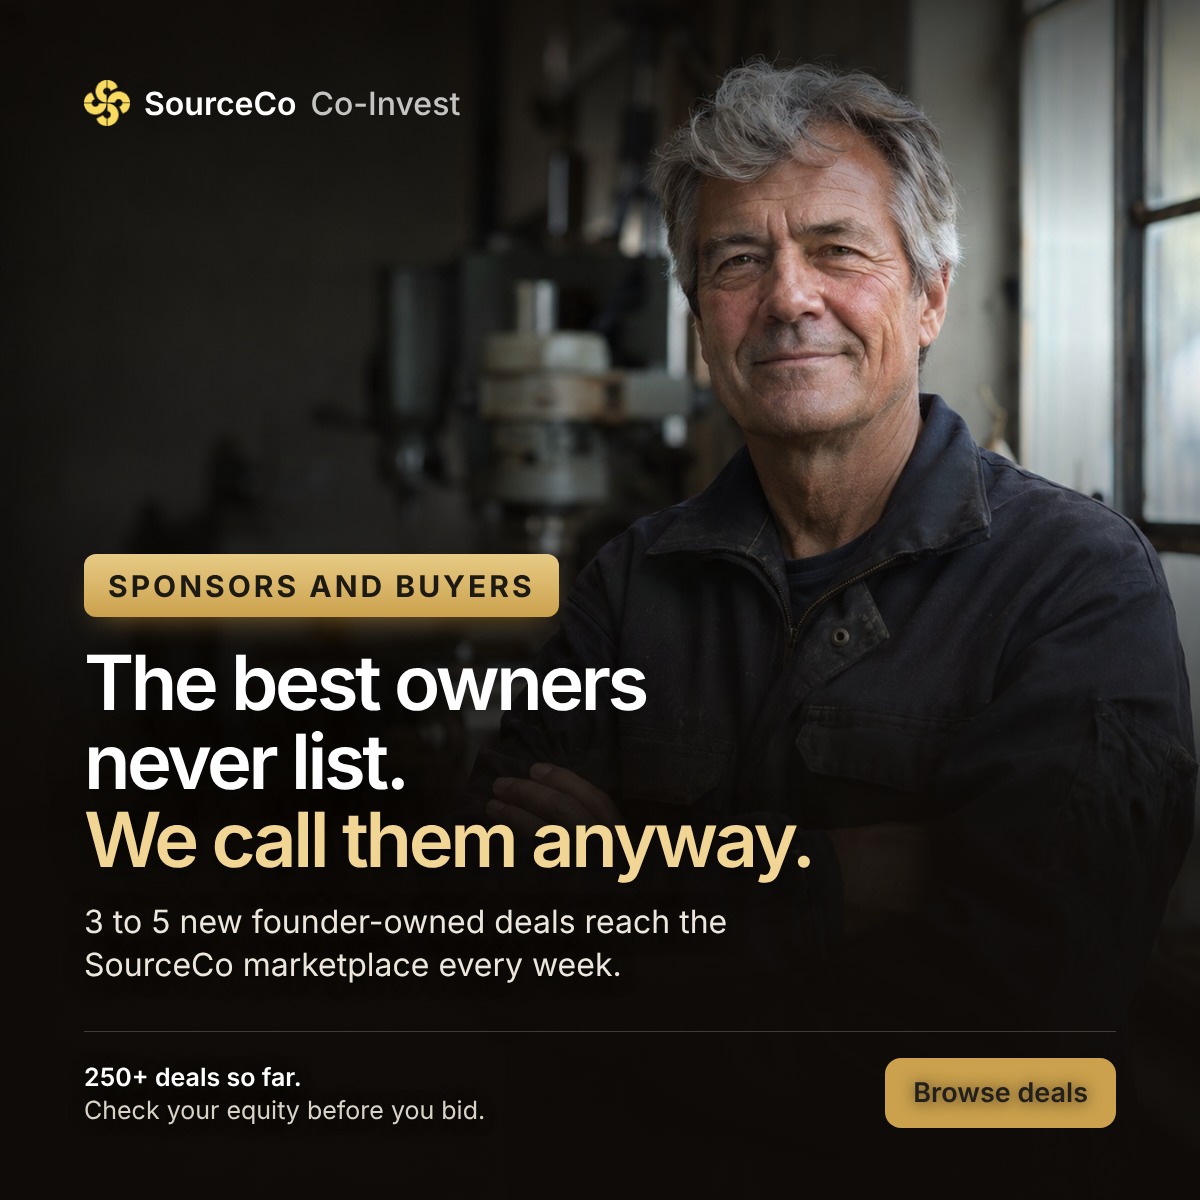 SourceCo Co-Invest
SPONSORS AND BUYERS
The best owners
never list.
We call them anyway.
3 to 5 new founder-owned deals reach the
SourceCo marketplace every week.
250+ deals so far.
Check your equity before you bid.
Browse deals